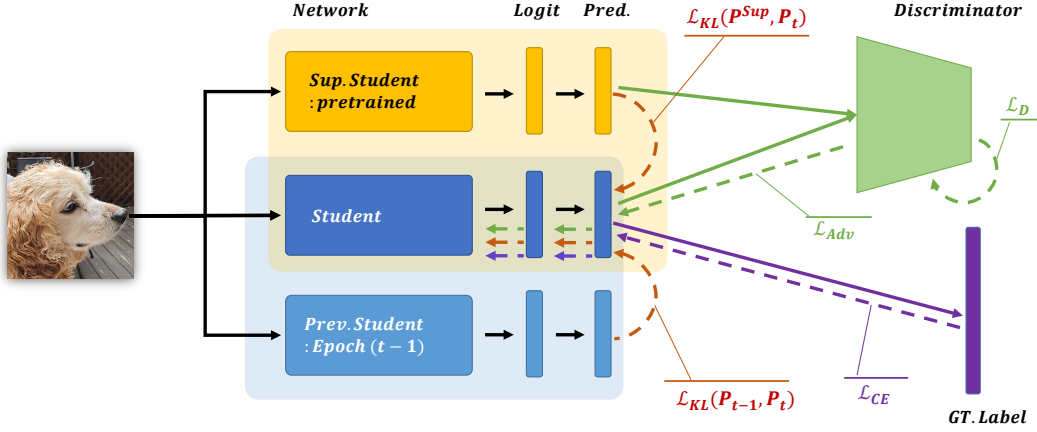 Network
Logit
Pred.
ℒ_KL(P^Sup, P_t)
Discriminator
Sup.Student
:pretrained
ℒ_D
Student
ℒ_Adv
Prev.Student
:Epoch (t − 1)
ℒ_KL(P_{t−1}, P_t)
ℒ_CE
GT.Label